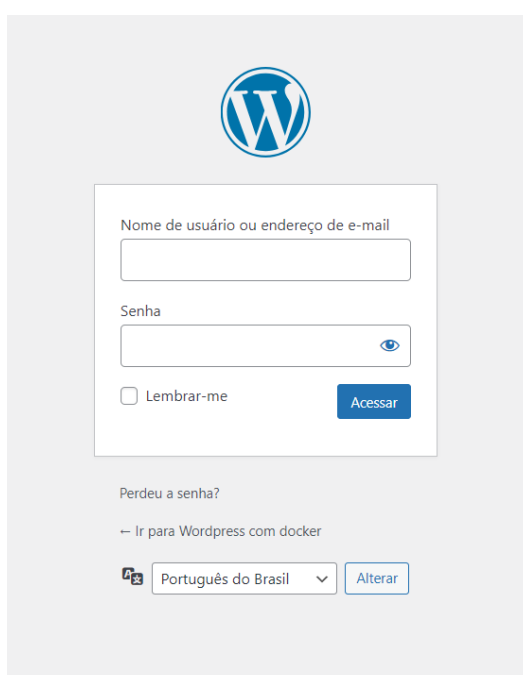 Nome de usuário ou endereço de e-mail
Senha
Lembrar-me
Acessar
Perdeu a senha?
← Ir para Wordpress com docker
Português do Brasil
Alterar